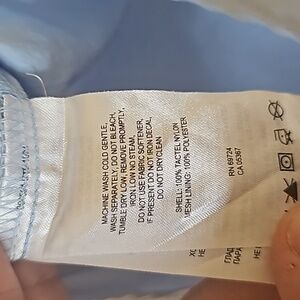 MACHINE WASH COLD GENTLE,
WASH SEPARATELY, DO NOT BLEACH,
TUMBLE DRY LOW, REMOVE PROMPTLY,
IRON LOW NO STEAM,
DO NOT USE FABRIC SOFTENER,
IF PRESENT DO NOT IRON DECAL,
DO NOT DRYCLEAN
SHELL: 100% TACTEL NYLON
MESH LINING: 100% POLYESTER
RN 69724
CA 05367